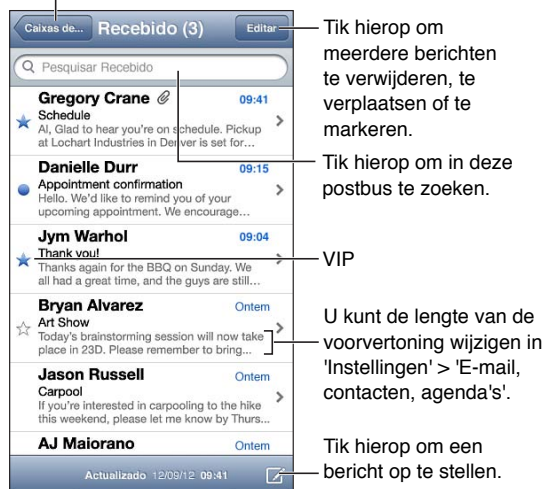 Caixas de... Recebido (3) Editar
Pesquisar Recebido
Gregory Crane 09:41
Schedule
Al, Glad to hear you're on schedule. Pickup
at Lochart Industries in Denver is set for...
Danielle Durr 09:15
Appointment confirmation
Hello. We'd like to remind you of your
upcoming appointment. We encourage...
Jym Warhol 09:04
Thank you!
Thanks again for the BBQ on Sunday. We
all had a great time, and the guys are still...
Bryan Alvarez Ontem
Art Show
Today's brainstorming session will now take
place in 23D. Please remember to bring...
Jason Russell Ontem
Carpool
If you're interested in carpooling to the hike
this weekend, please let me know by Thurs...
AJ Maiorano Ontem
Actualizado 12/09/12 09:41
Tik hierop om
meerdere berichten
te verwijderen, te
verplaatsen of te
markeren.
Tik hierop om in deze
postbus te zoeken.
VIP
U kunt de lengte van de
voorvertoning wijzigen in
'Instellingen' > 'E-mail,
contacten, agenda's'.
Tik hierop om een
bericht op te stellen.